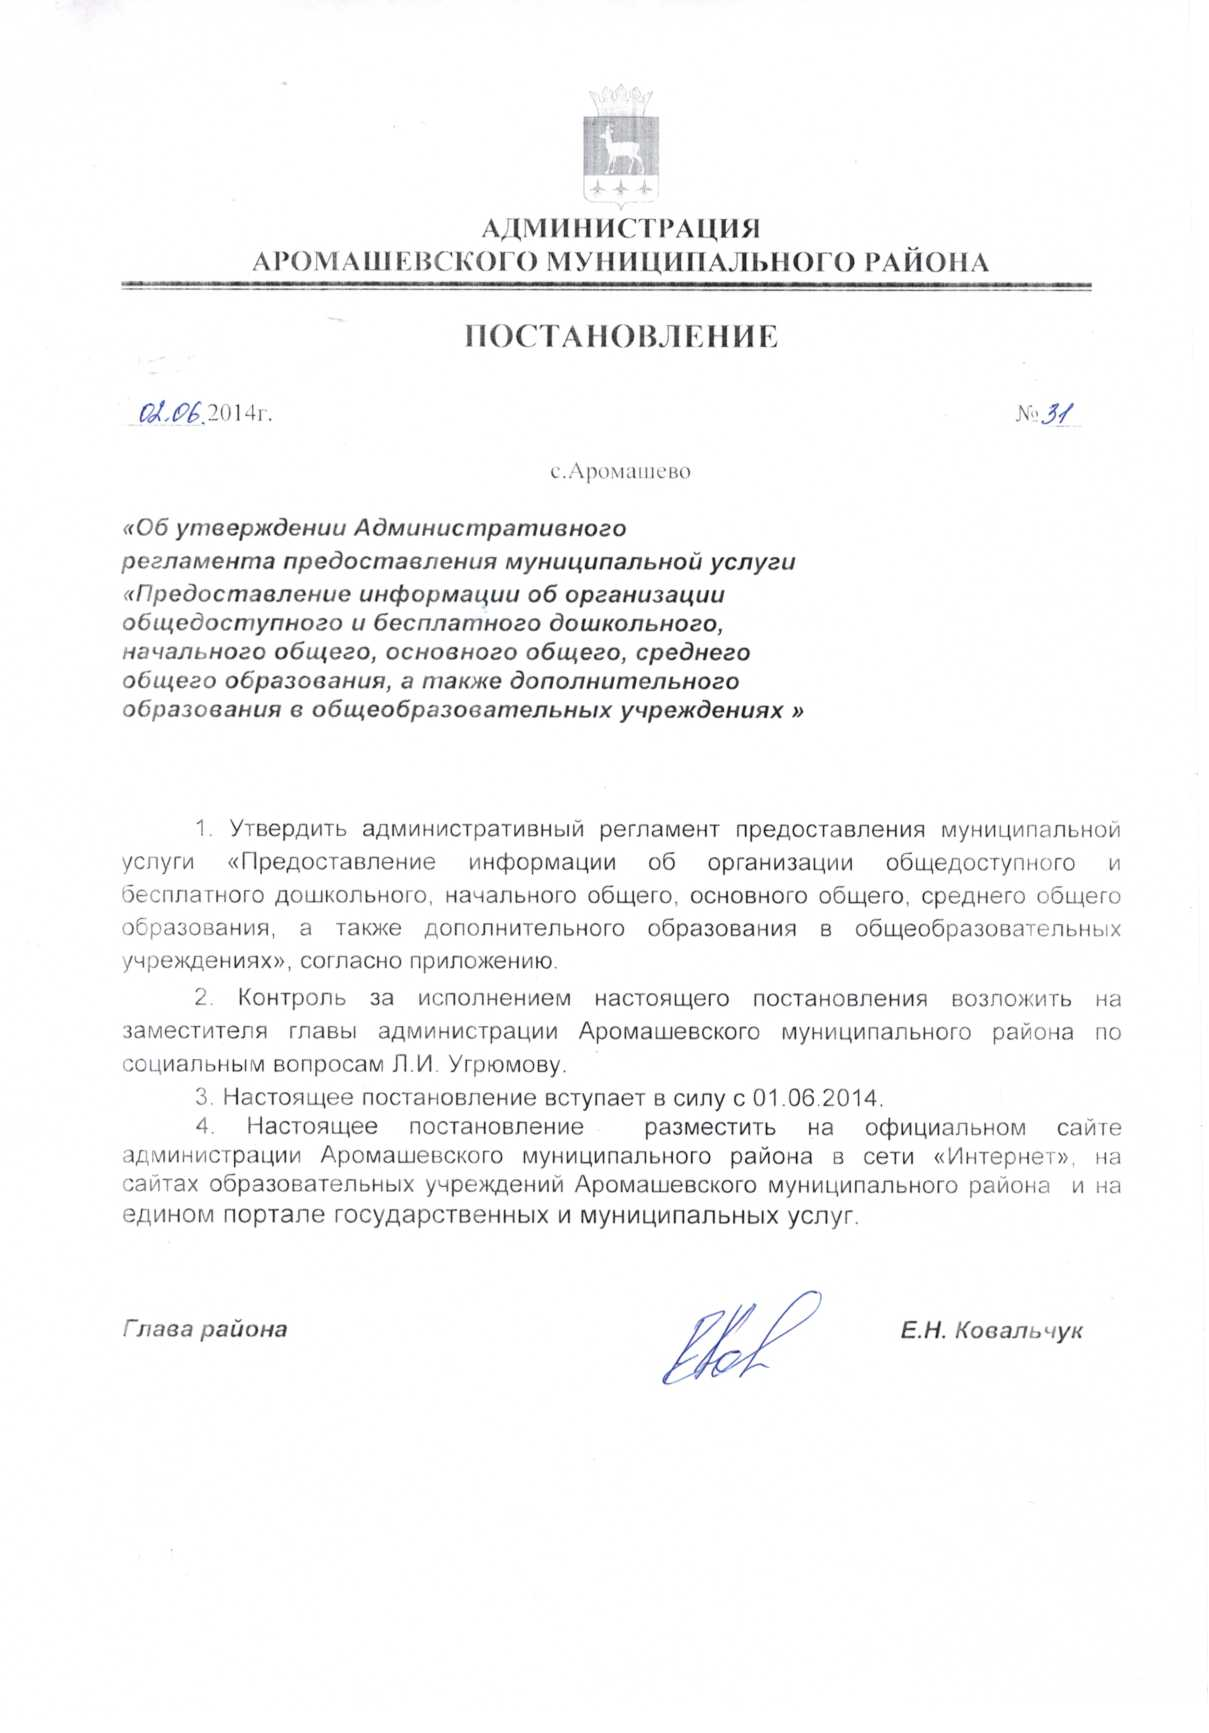 АДМИНИСТРАЦИЯ
АРОМАШЕВСКОГО МУНИЦИПАЛЬНОГО РАЙОНА
ПОСТАНОВЛЕНИЕ
02.06.2014г. № 31
с.Аромашево
«Об утверждении Административного
регламента предоставления муниципальной услуги
«Предоставление информации об организации
общедоступного и бесплатного дошкольного,
начального общего, основного общего, среднего
общего образования, а также дополнительного
образования в общеобразовательных учреждениях »
1. Утвердить административный регламент предоставления муниципальной
услуги «Предоставление информации об организации общедоступного и
бесплатного дошкольного, начального общего, основного общего, среднего общего
образования, а также дополнительного образования в общеобразовательных
учреждениях», согласно приложению.
2. Контроль за исполнением настоящего постановления возложить на
заместителя главы администрации Аромашевского муниципального района по
социальным вопросам Л.И. Угрюмову.
3. Настоящее постановление вступает в силу с 01.06.2014.
4. Настоящее постановление разместить на официальном сайте
администрации Аромашевского муниципального района в сети «Интернет», на
сайтах образовательных учреждений Аромашевского муниципального района и на
едином портале государственных и муниципальных услуг.
Глава района Е.Н. Ковальчук